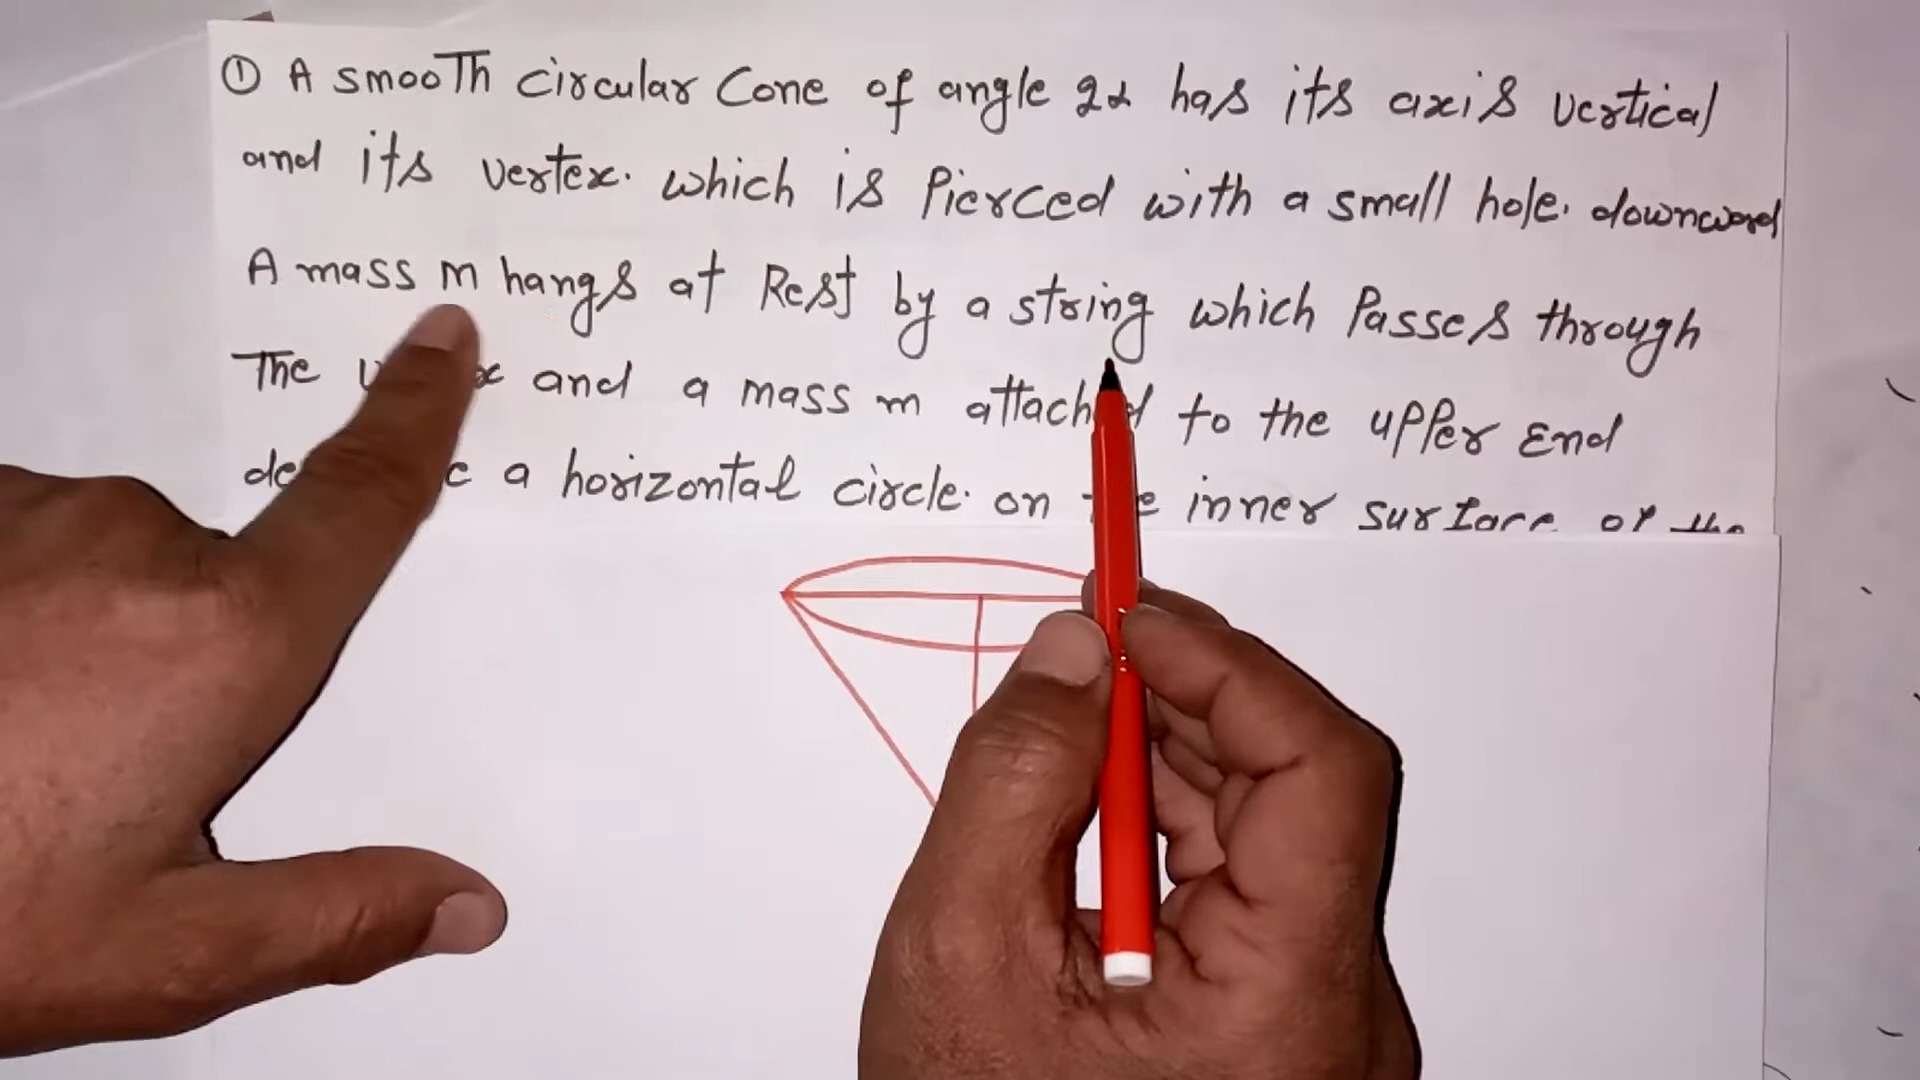 ① A smooth circular cone of angle 2α has its axis vertical
and its vertex. which is Pierced with a small hole. downward
A mass m hangs at Rest by a string which Passes through
The and a mass m to the upper End
a horizontal circle. on inner surface of the